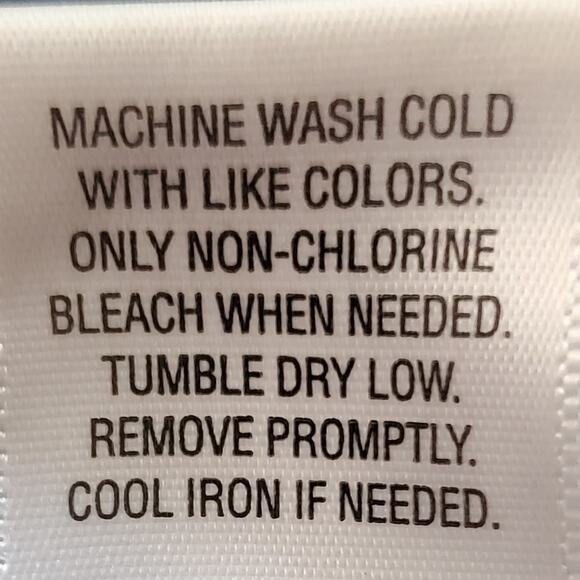 MACHINE WASH COLD
WITH LIKE COLORS.
ONLY NON-CHLORINE
BLEACH WHEN NEEDED.
TUMBLE DRY LOW.
REMOVE PROMPTLY.
COOL IRON IF NEEDED.